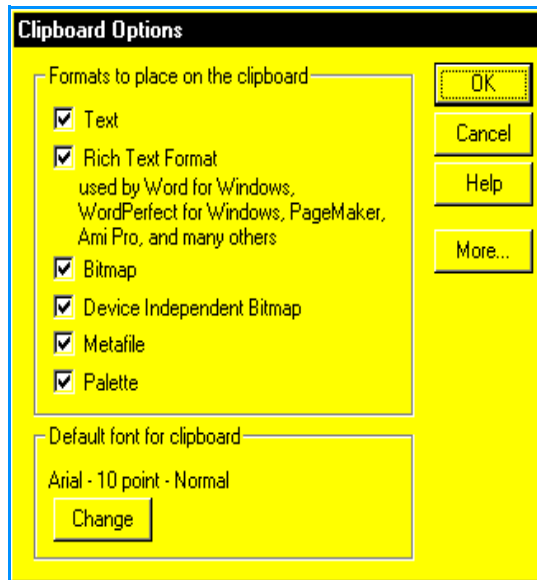 Clipboard Options
Formats to place on the clipboard
Text
Rich Text Format
used by Word for Windows,
WordPerfect for Windows, PageMaker,
Ami Pro, and many others
Bitmap
Device Independent Bitmap
Metafile
Palette
Default font for clipboard
Arial - 10 point - Normal
Change
OK
Cancel
Help
More...